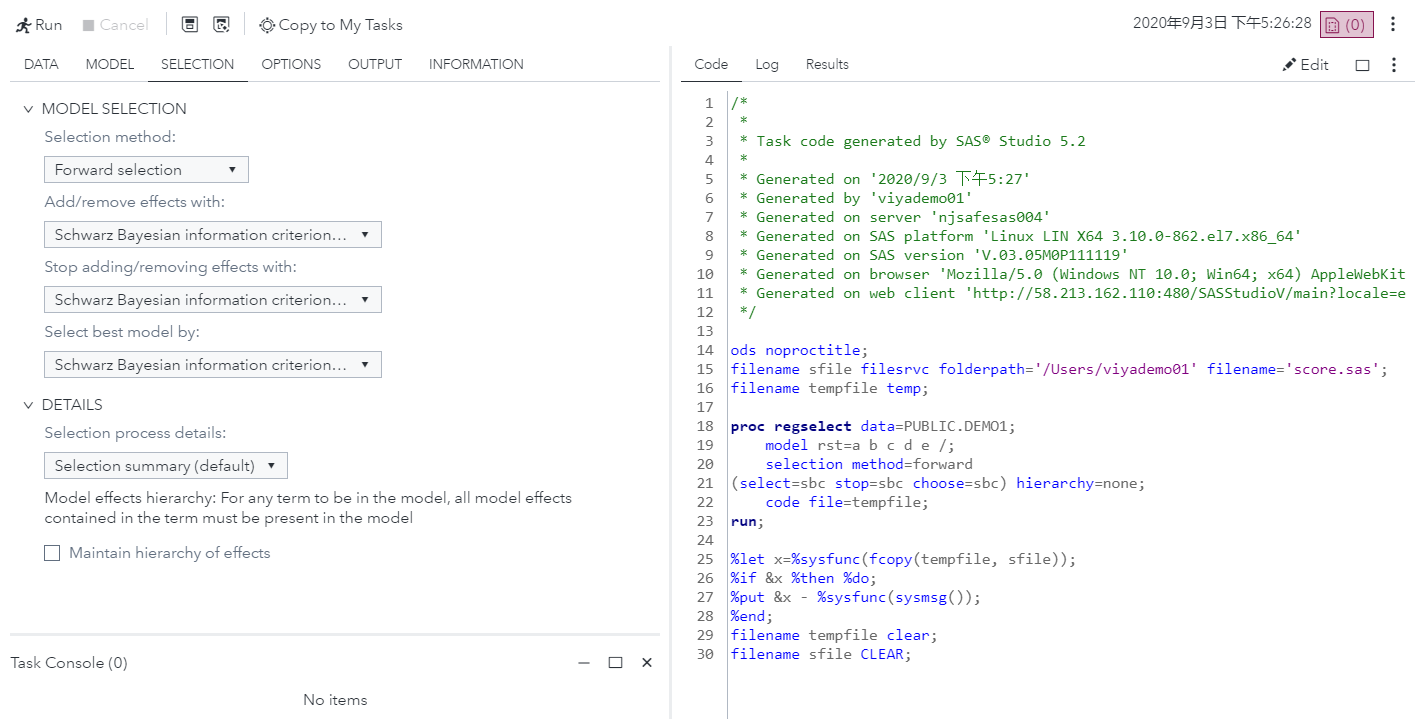 Run Cancel Copy to My Tasks 2020年9月3日 下午5:26:28 (0)
DATA MODEL SELECTION OPTIONS OUTPUT INFORMATION
MODEL SELECTION
Selection method:
Forward selection
Add/remove effects with:
Schwarz Bayesian information criterion…
Stop adding/removing effects with:
Schwarz Bayesian information criterion…
Select best model by:
Schwarz Bayesian information criterion…
DETAILS
Selection process details:
Selection summary (default)
Model effects hierarchy: For any term to be in the model, all model effects
contained in the term must be present in the model
Maintain hierarchy of effects
Task Console (0)
No items
Code Log Results Edit
1 /*
2 *
3 * Task code generated by SAS® Studio 5.2
4 *
5 * Generated on '2020/9/3 下午5:27'
6 * Generated by 'viyademo01'
7 * Generated on server 'njsafesas004'
8 * Generated on SAS platform 'Linux LIN X64 3.10.0-862.el7.x86_64'
9 * Generated on SAS version 'V.03.05M0P111119'
10 * Generated on browser 'Mozilla/5.0 (Windows NT 10.0; Win64; x64) AppleWebKit
11 * Generated on web client 'http://58.213.162.110:480/SASStudioV/main?locale=e
12 */
13
14 ods noproctitle;
15 filename sfile filesrvc folderpath='/Users/viyademo01' filename='score.sas';
16 filename tempfile temp;
17
18 proc regselect data=PUBLIC.DEMO1;
19 model rst=a b c d e /;
20 selection method=forward
21 (select=sbc stop=sbc choose=sbc) hierarchy=none;
22 code file=tempfile;
23 run;
24
25 %let x=%sysfunc(fcopy(tempfile, sfile));
26 %if &x %then %do;
27 %put &x - %sysfunc(sysmsg());
28 %end;
29 filename tempfile clear;
30 filename sfile CLEAR;